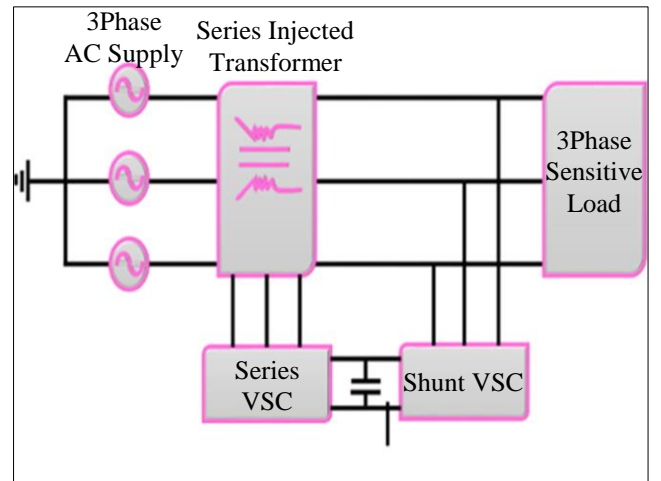 3Phase
AC Supply
Series Injected
Transformer
3Phase
Sensitive
Load
Series
VSC
Shunt VSC